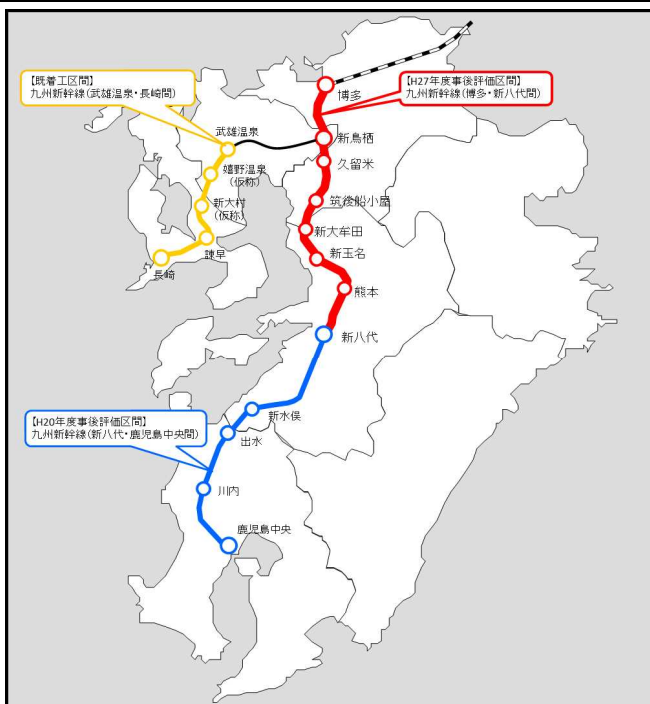 【既着工区間】
九州新幹線(武雄温泉・長崎間)
【H27年度事後評価区間】
九州新幹線(博多・新八代間)
博多
武雄温泉
新鳥栖
久留米
嬉野温泉
(仮称)
筑後船小屋
新大村
(仮称)
新大牟田
諫早
新玉名
長崎
熊本
新八代
【H20年度事後評価区間】
九州新幹線(新八代・鹿児島中央間)
新水俣
出水
川内
鹿児島中央